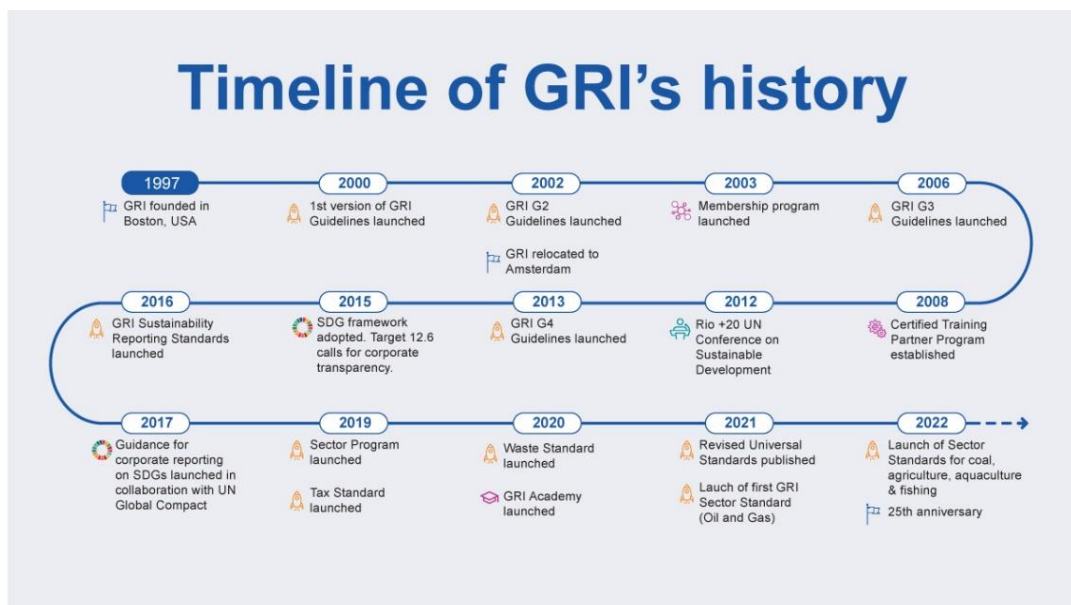 Timeline of GRI's history
1997
GRI founded in
Boston, USA
2000
1st version of GRI
Guidelines launched
2002
GRI G2
Guidelines launched
GRI relocated to
Amsterdam
2003
Membership program
launched
2006
GRI G3
Guidelines launched
2016
GRI Sustainability
Reporting Standards
launched
2015
SDG framework
adopted. Target 12.6
calls for corporate
transparency.
2013
GRI G4
Guidelines launched
2012
Rio +20 UN
Conference on
Sustainable
Development
2008
Certified Training
Partner Program
established
2017
Guidance for
corporate reporting
on SDGs launched in
collaboration with UN
Global Compact
2019
Sector Program
launched
Tax Standard
launched
2020
Waste Standard
launched
GRI Academy
launched
2021
Revised Universal
Standards published
Lauch of first GRI
Sector Standard
(Oil and Gas)
2022
Launch of Sector
Standards for coal,
agriculture, aquaculture
& fishing
25th anniversary